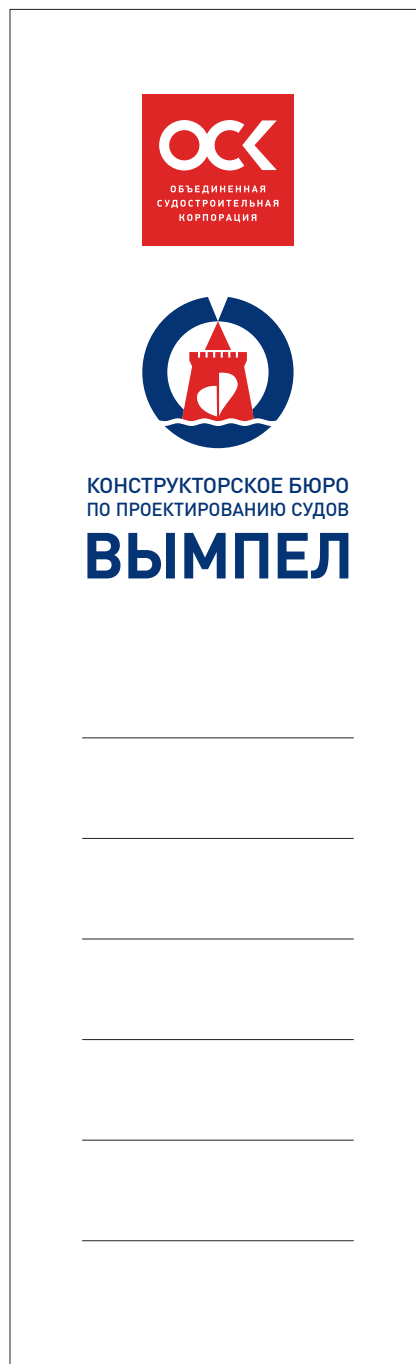 ОСК
ОБЪЕДИНЕННАЯ
СУДОСТРОИТЕЛЬНАЯ
КОРПОРАЦИЯ
КОНСТРУКТОРСКОЕ БЮРО
ПО ПРОЕКТИРОВАНИЮ СУДОВ
ВЫМПЕЛ